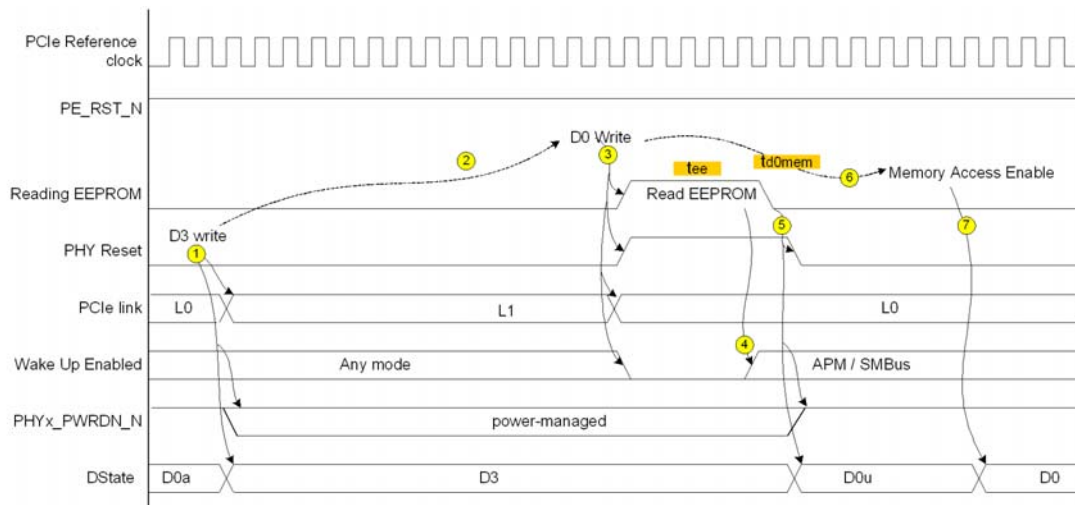 PCIe Reference
clock
PE_RST_N
D0 Write
2
3
tee
td0mem
6
Memory Access Enable
Reading EEPROM
Read EEPROM
D3 write
5
7
1
PHY Reset
PCIe link
L0
L1
L0
4
Wake Up Enabled
Any mode
APM / SMBus
PHYx_PWRDN_N
power-managed
DState
D0a
D3
D0u
D0